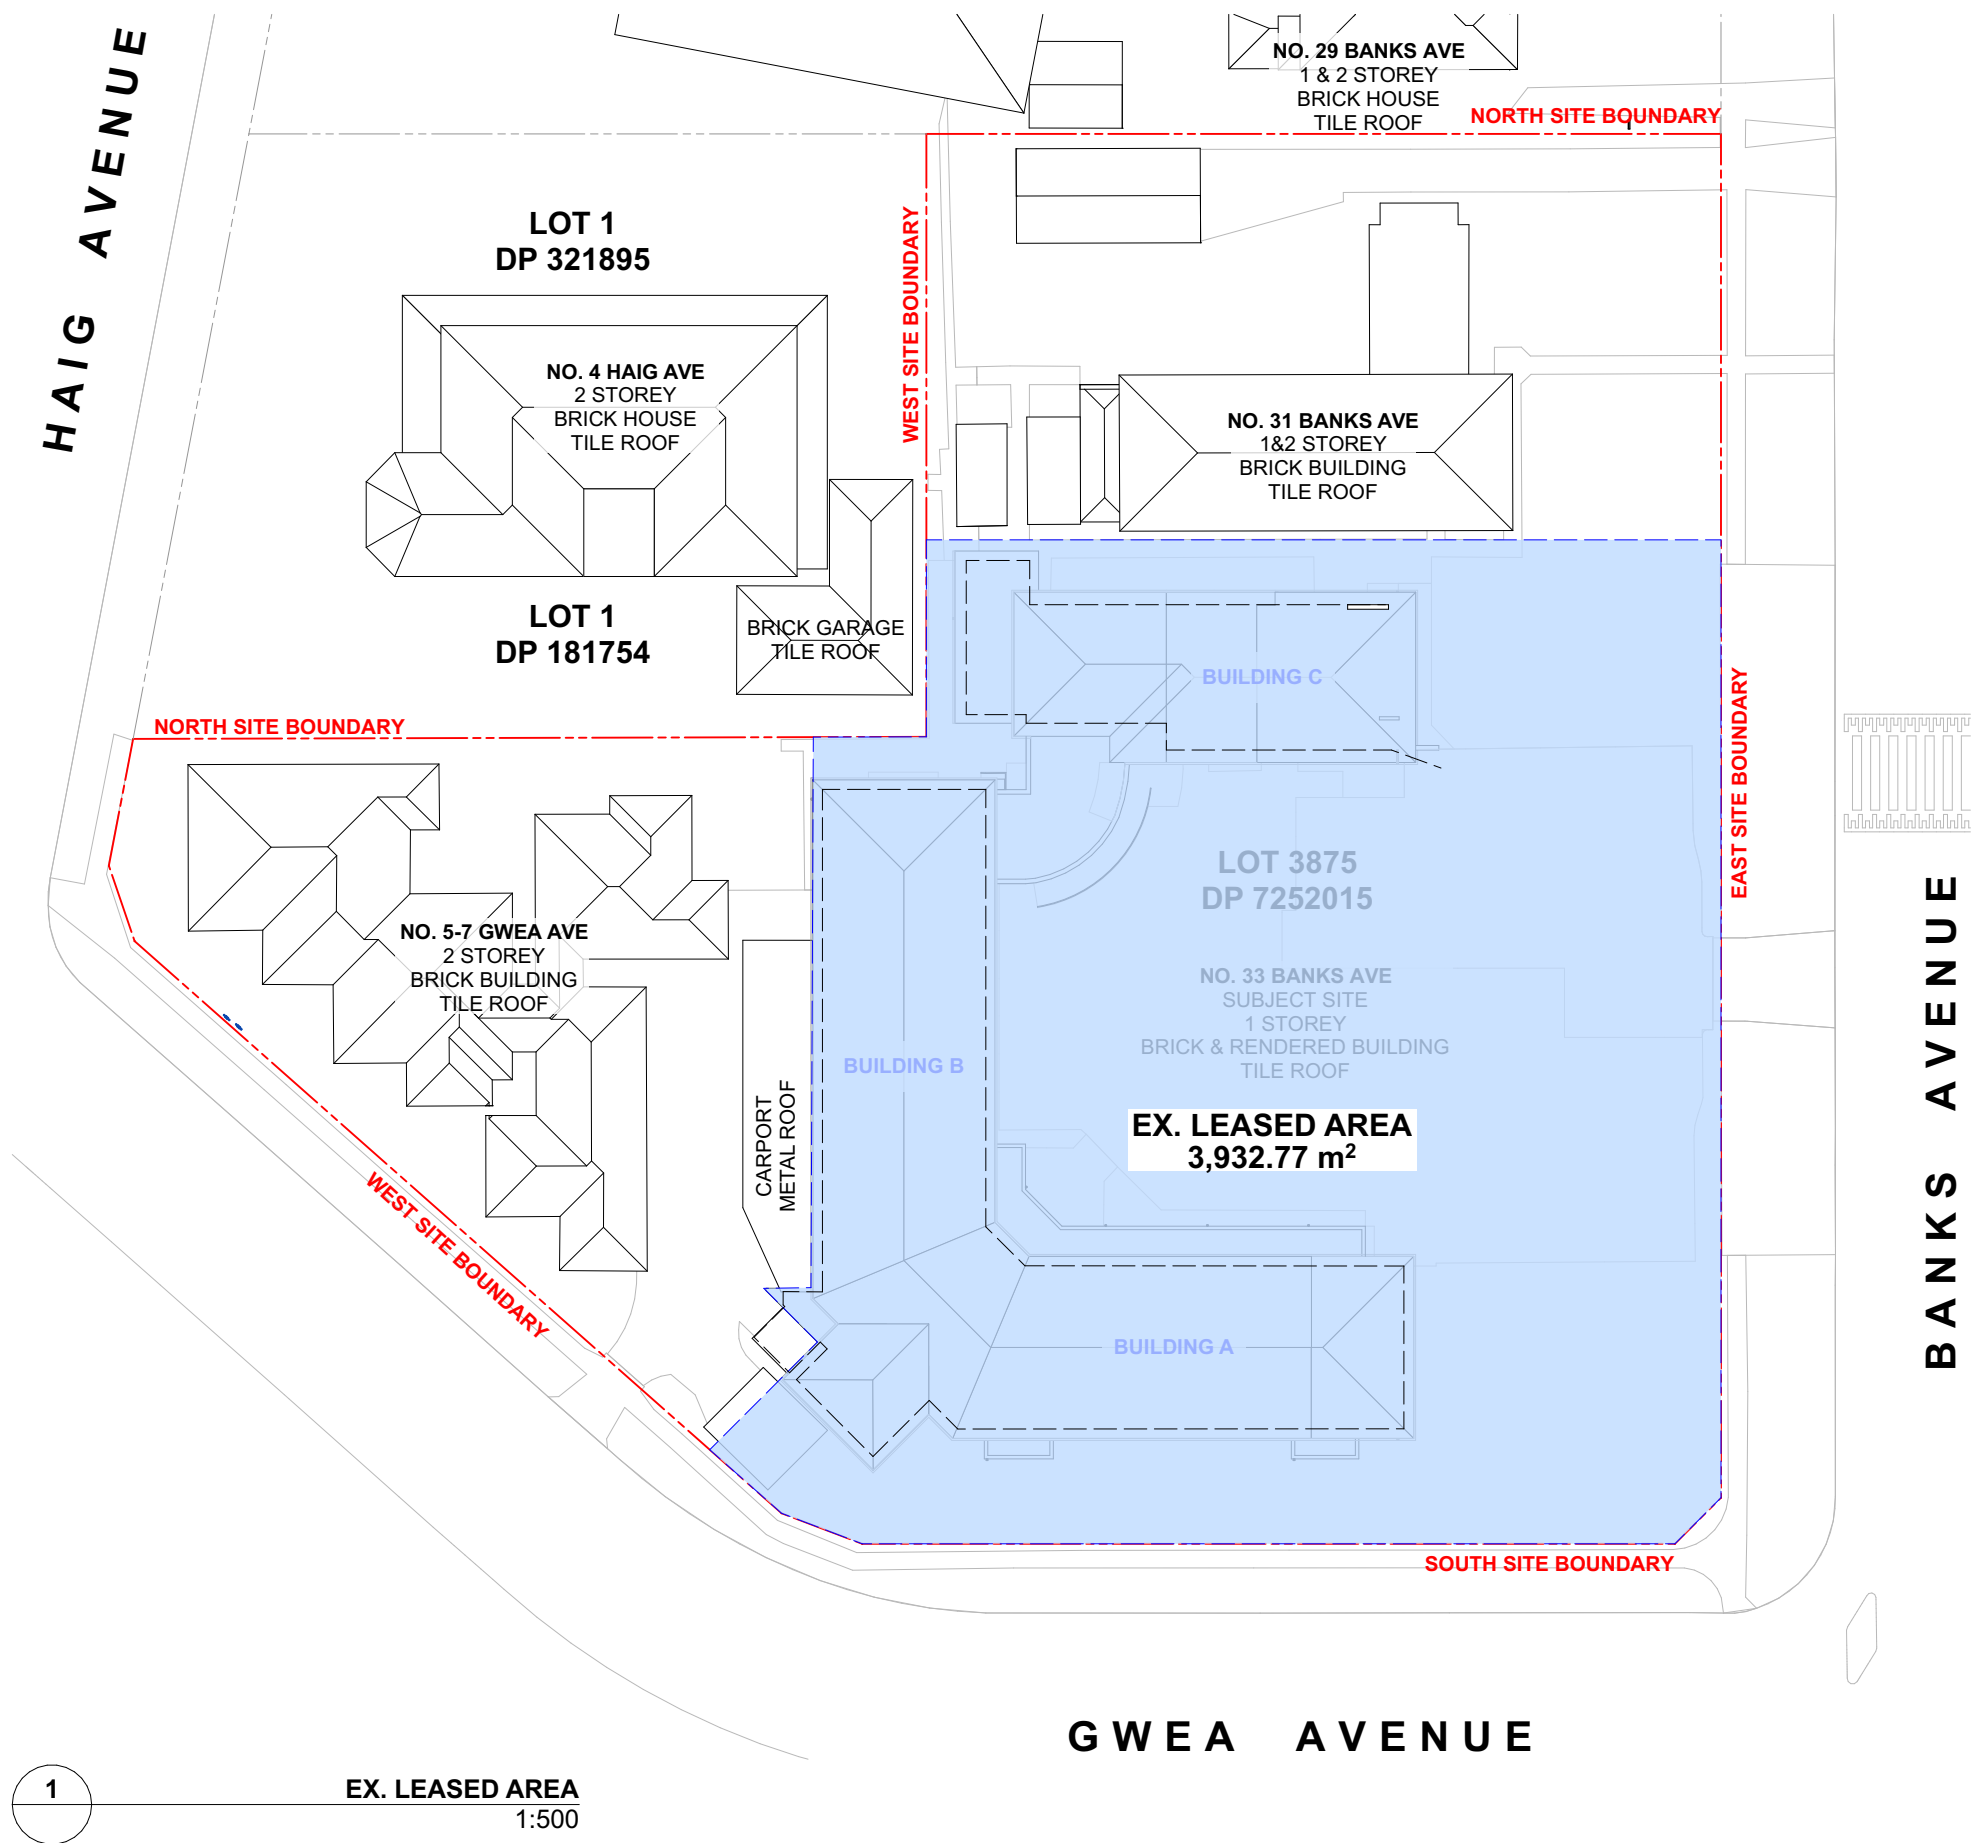 HAIG AVENUE
NO. 29 BANKS AVE
1 & 2 STOREY
BRICK HOUSE
TILE ROOF
NORTH SITE BOUNDARY
LOT 1
DP 321895
WEST SITE BOUNDARY
NO. 4 HAIG AVE
2 STOREY
BRICK HOUSE
TILE ROOF
NO. 31 BANKS AVE
1&2 STOREY
BRICK BUILDING
TILE ROOF
LOT 1
DP 181754
BRICK GARAGE
TILE ROOF
BUILDING C
NORTH SITE BOUNDARY
EAST SITE BOUNDARY
LOT 3875
DP 7252015
NO. 5-7 GWEA AVE
2 STOREY
BRICK BUILDING
TILE ROOF
NO. 33 BANKS AVE
SUBJECT SITE
1 STOREY
BRICK & RENDERED BUILDING
TILE ROOF
BUILDING B
CARPORT
METAL ROOF
EX. LEASED AREA
3,932.77 m²
BANKS AVENUE
WEST SITE BOUNDARY
BUILDING A
SOUTH SITE BOUNDARY
GWEA AVENUE
1
EX. LEASED AREA
1:500